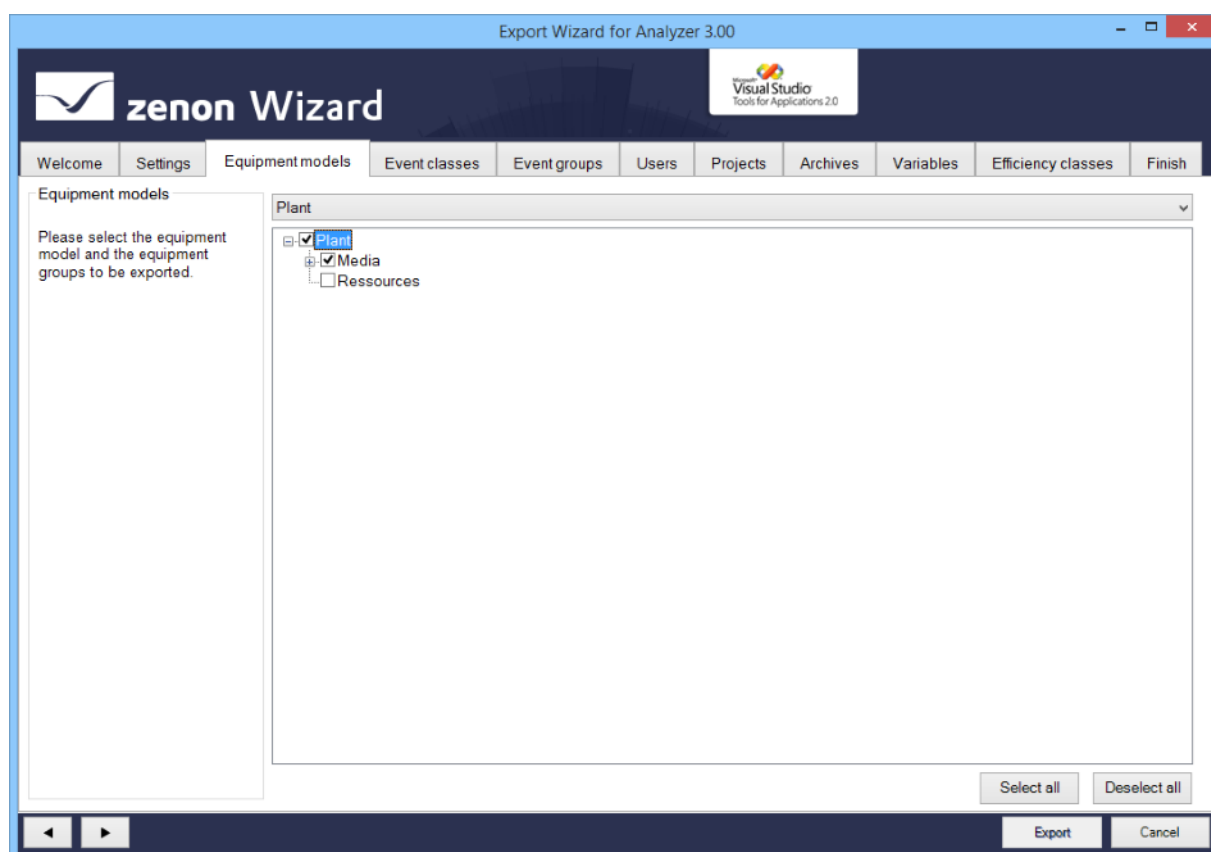 Export Wizard for Analyzer 3.00
zenon Wizard
Microsoft
Visual Studio
Tools for Applications 2.0
Welcome Settings Equipment models Event classes Event groups Users Projects Archives Variables Efficiency classes Finish
Equipment models
Please select the equipment
model and the equipment
groups to be exported.
Plant
Plant
Media
Ressources
Select all Deselect all
Export Cancel